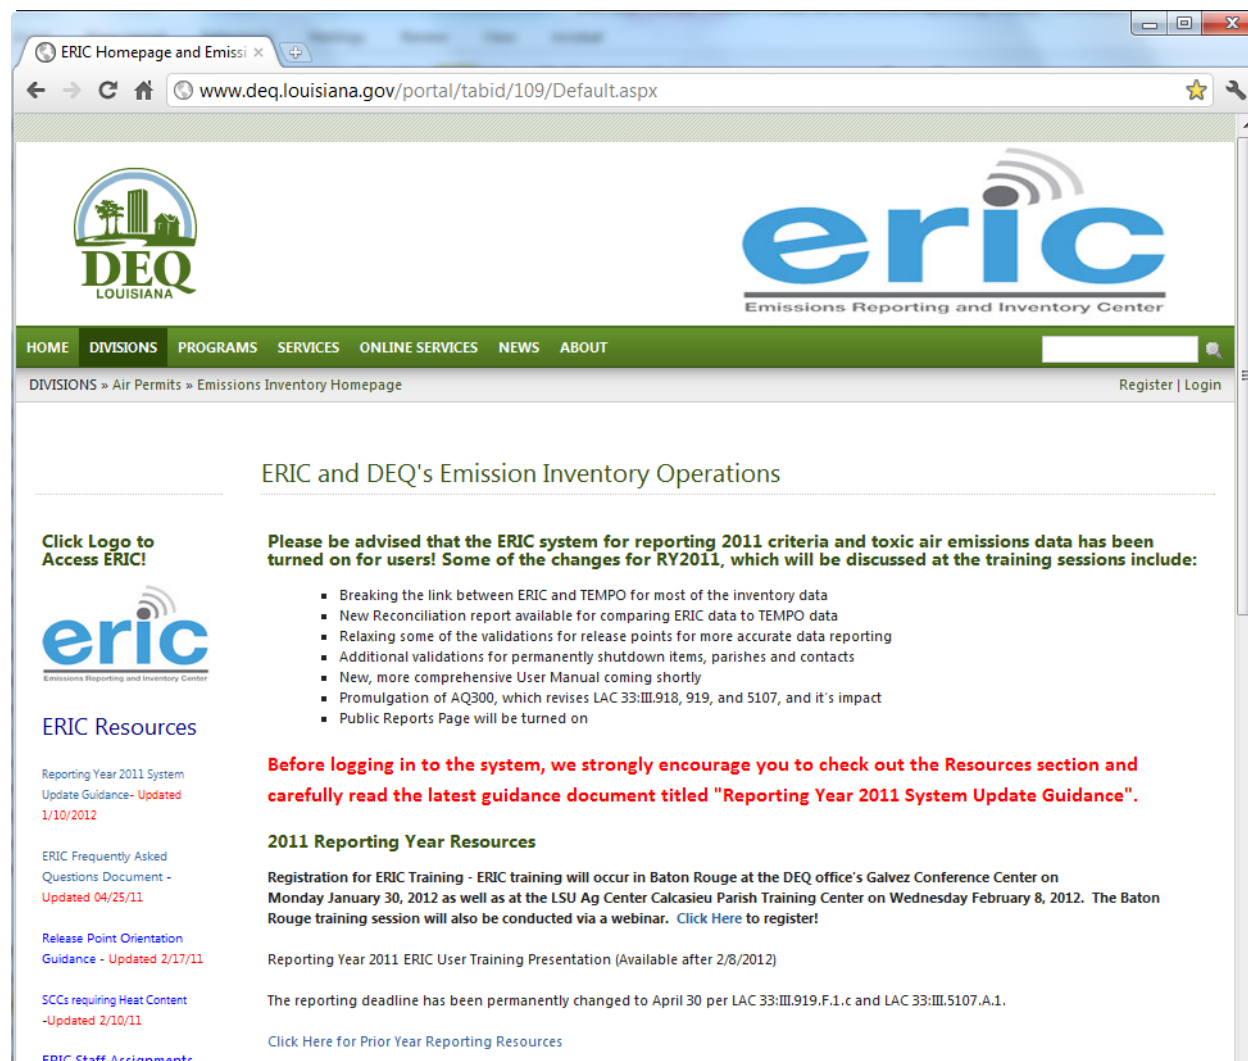 ERIC Homepage and Emissi
www.deq.louisiana.gov/portal/tabid/109/Default.aspx
DEQ
LOUISIANA
eric
Emissions Reporting and Inventory Center
HOME DIVISIONS PROGRAMS SERVICES ONLINE SERVICES NEWS ABOUT
DIVISIONS » Air Permits » Emissions Inventory Homepage
Register | Login
ERIC and DEQ's Emission Inventory Operations
Click Logo to
Access ERIC!
eric
Emissions Reporting and Inventory Center
ERIC Resources
Reporting Year 2011 System
Update Guidance- Updated
1/10/2012
ERIC Frequently Asked
Questions Document -
Updated 04/25/11
Release Point Orientation
Guidance - Updated 2/17/11
SCCs requiring Heat Content
-Updated 2/10/11
ERIC Staff Assignments
Please be advised that the ERIC system for reporting 2011 criteria and toxic air emissions data has been
turned on for users! Some of the changes for RY2011, which will be discussed at the training sessions include:
▪ Breaking the link between ERIC and TEMPO for most of the inventory data
▪ New Reconciliation report available for comparing ERIC data to TEMPO data
▪ Relaxing some of the validations for release points for more accurate data reporting
▪ Additional validations for permanently shutdown items, parishes and contacts
▪ New, more comprehensive User Manual coming shortly
▪ Promulgation of AQ300, which revises LAC 33:III.918, 919, and 5107, and it's impact
▪ Public Reports Page will be turned on
Before logging in to the system, we strongly encourage you to check out the Resources section and
carefully read the latest guidance document titled "Reporting Year 2011 System Update Guidance".
2011 Reporting Year Resources
Registration for ERIC Training - ERIC training will occur in Baton Rouge at the DEQ office's Galvez Conference Center on
Monday January 30, 2012 as well as at the LSU Ag Center Calcasieu Parish Training Center on Wednesday February 8, 2012. The Baton
Rouge training session will also be conducted via a webinar. Click Here to register!
Reporting Year 2011 ERIC User Training Presentation (Available after 2/8/2012)
The reporting deadline has been permanently changed to April 30 per LAC 33:III.919.F.1.c and LAC 33:III.5107.A.1.
Click Here for Prior Year Reporting Resources